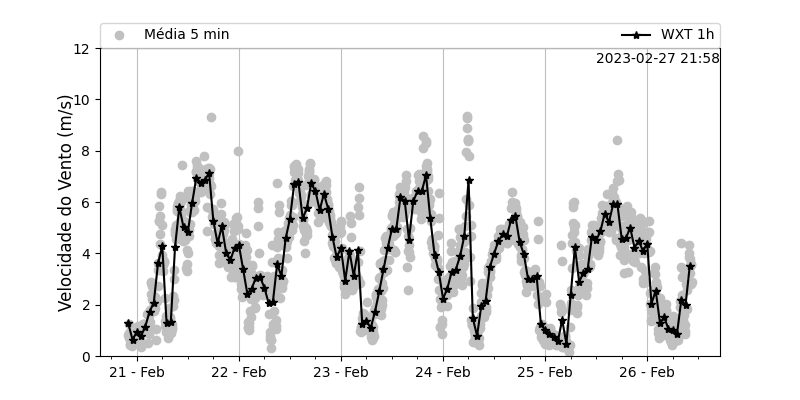 Média 5 min
WXT 1h
2023-02-27 21:58
Velocidade do Vento (m/s)
12
10
8
6
4
2
0
21 - Feb
22 - Feb
23 - Feb
24 - Feb
25 - Feb
26 - Feb